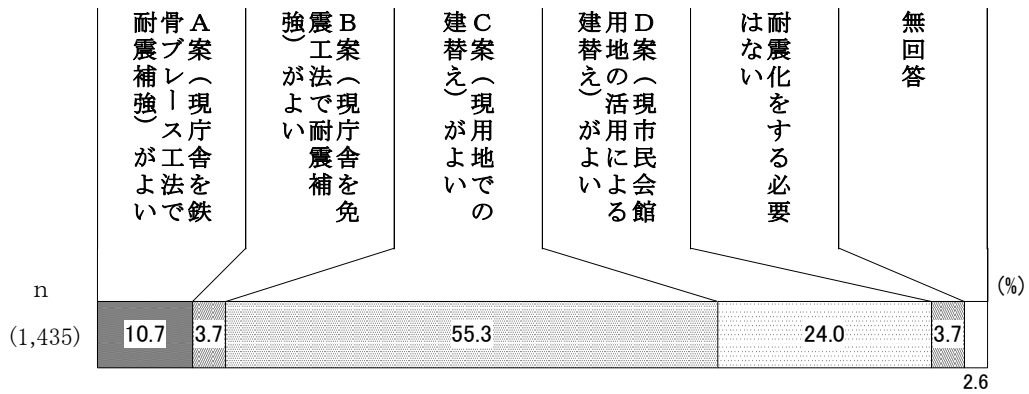 A案（現庁舎を鉄
骨ブレース工法で
耐震補強）がよい
B案（現庁舎を免
震工法で耐震補
強）がよい
C案（現用地での
建替え）がよい
D案（現市民会館
用地の活用による
建替え）がよい
耐震化をする必要
はない
無回答
(%)
n
(1,435)
10.7
3.7
55.3
24.0
3.7
2.6